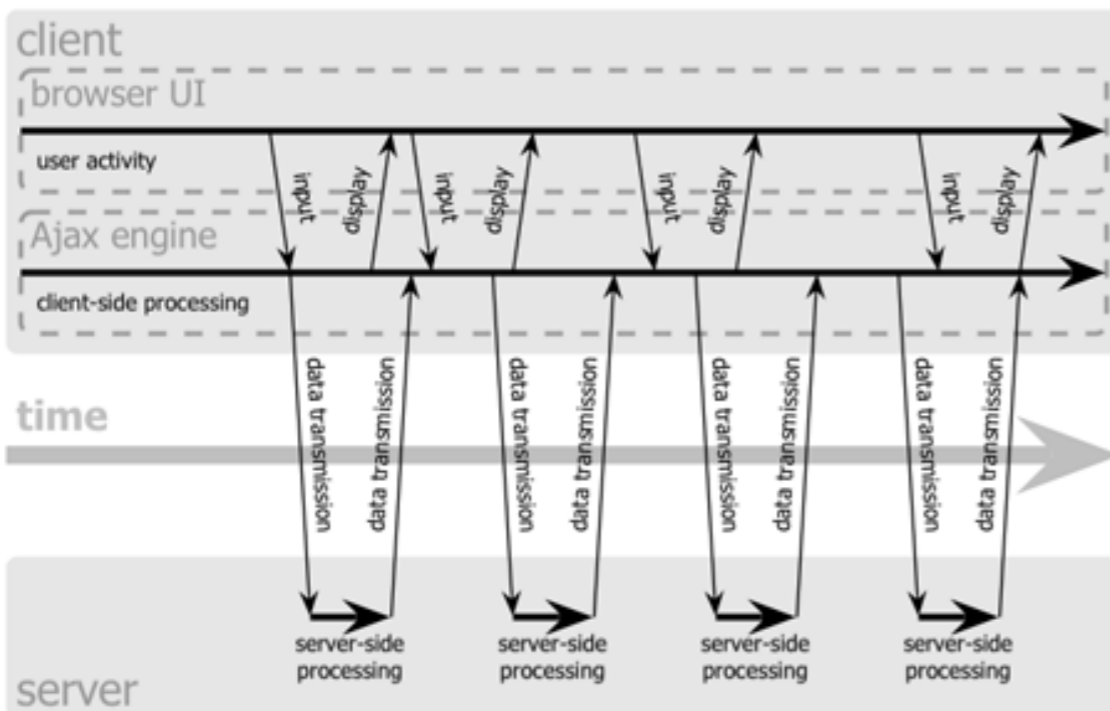 client
browser UI
user activity
input
display
input
display
input
display
input
display
Ajax engine
client-side processing
data transmission
data transmission
data transmission
data transmission
data transmission
data transmission
data transmission
data transmission
time
server-side
processing
server-side
processing
server-side
processing
server-side
processing
server